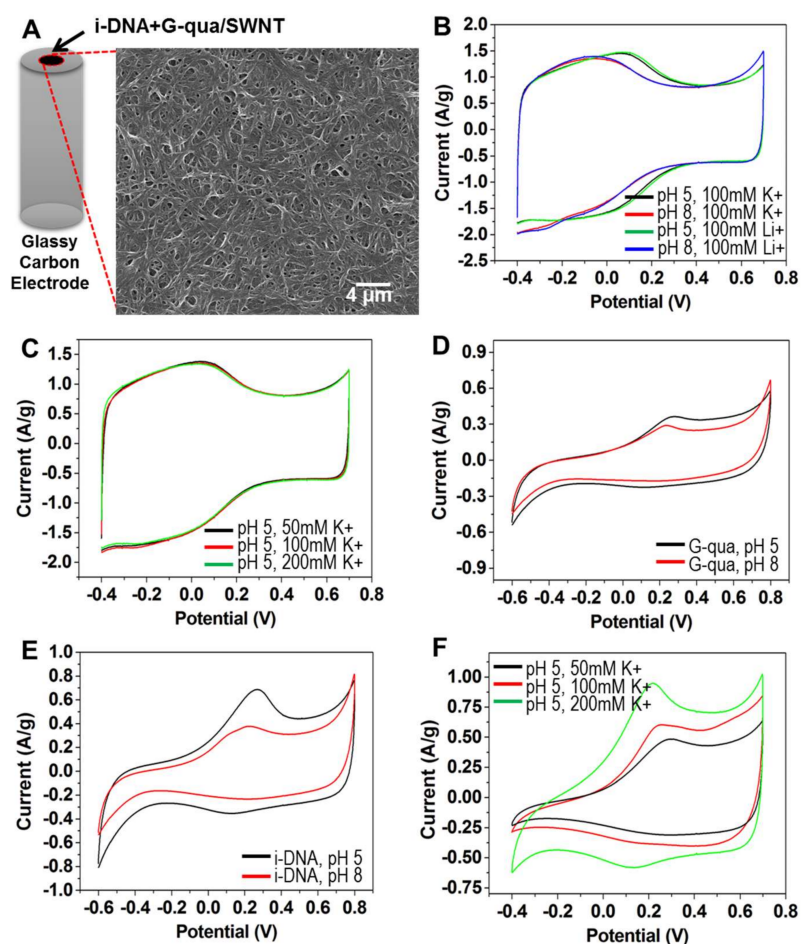 A
i-DNA+G-qua/SWNT
Glassy
Carbon
Electrode
4 μm
B
Current (A/g)
2.0
1.5
1.0
0.5
0.0
-0.5
-1.0
-1.5
-2.0
-2.5
pH 5, 100mM K+
pH 8, 100mM K+
pH 5, 100mM Li+
pH 8, 100mM Li+
-0.4 -0.2 0.0 0.2 0.4 0.6 0.8
Potential (V)
C
Current (A/g)
1.5
1.0
0.5
0.0
-0.5
-1.0
-1.5
-2.0
pH 5, 50mM K+
pH 5, 100mM K+
pH 5, 200mM K+
-0.4 -0.2 0.0 0.2 0.4 0.6 0.8
Potential (V)
D
Current (A/g)
0.9
0.6
0.3
0.0
-0.3
-0.6
-0.9
G-qua, pH 5
G-qua, pH 8
-0.6 -0.4 -0.2 0.0 0.2 0.4 0.6 0.8
Potential (V)
E
Current (A/g)
1.0
0.8
0.6
0.4
0.2
0.0
-0.2
-0.4
-0.6
-0.8
-1.0
i-DNA, pH 5
i-DNA, pH 8
-0.6 -0.4 -0.2 0.0 0.2 0.4 0.6 0.8
Potential (V)
F
Current (A/g)
1.00
0.75
0.50
0.25
0.00
-0.25
-0.50
-0.75
pH 5, 50mM K+
pH 5, 100mM K+
pH 5, 200mM K+
-0.4 -0.2 0.0 0.2 0.4 0.6 0.8
Potential (V)